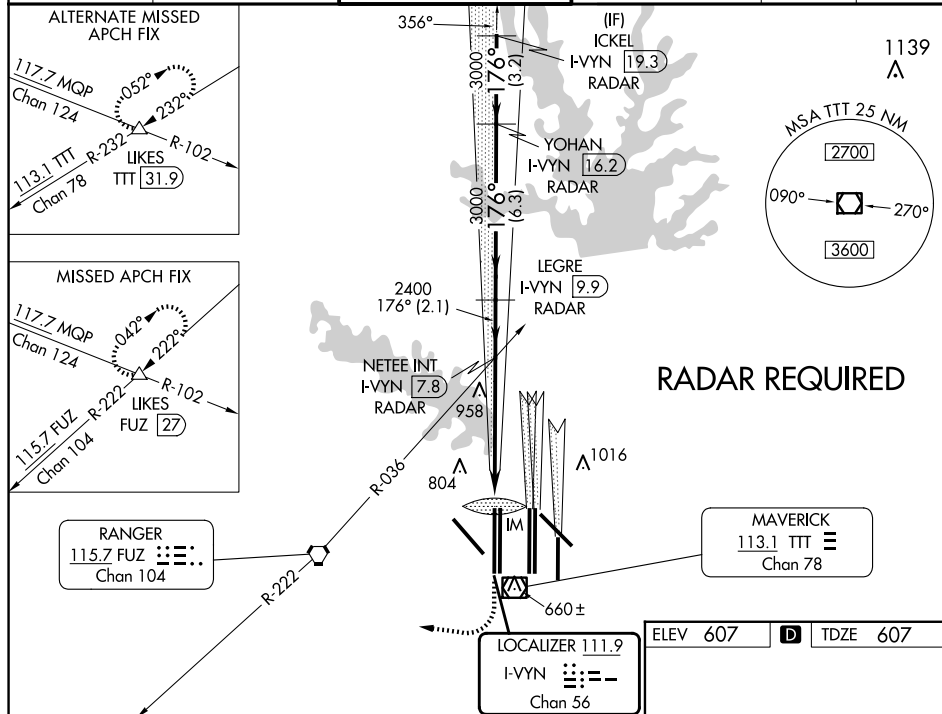 ALTERNATE MISSED
APCH FIX
117.7 MQP
Chan 124
052°
232°
R-232
R-102
113.1 TTT
Chan 78
LIKES
TTT 31.9
MISSED APCH FIX
117.7 MQP
Chan 124
042°
222°
R-222
R-102
115.7 FUZ
Chan 104
LIKES
FUZ 27
356°
(IF)
ICKEL
I-VYN 19.3
RADAR
3000
176°
(3.2)
YOHAN
I-VYN 16.2
RADAR
3000
176°
(6.3)
LEGRE
I-VYN 9.9
RADAR
2400
176° (2.1)
NETEE INT
I-VYN 7.8
RADAR
958
804
1016
IM
R-036
R-222
RANGER
115.7 FUZ
Chan 104
1139
MSA TTT 25 NM
2700
090°
270°
3600
RADAR REQUIRED
MAVERICK
113.1 TTT
Chan 78
660 ±
LOCALIZER 111.9
I-VYN
Chan 56
ELEV 607 D TDZE 607